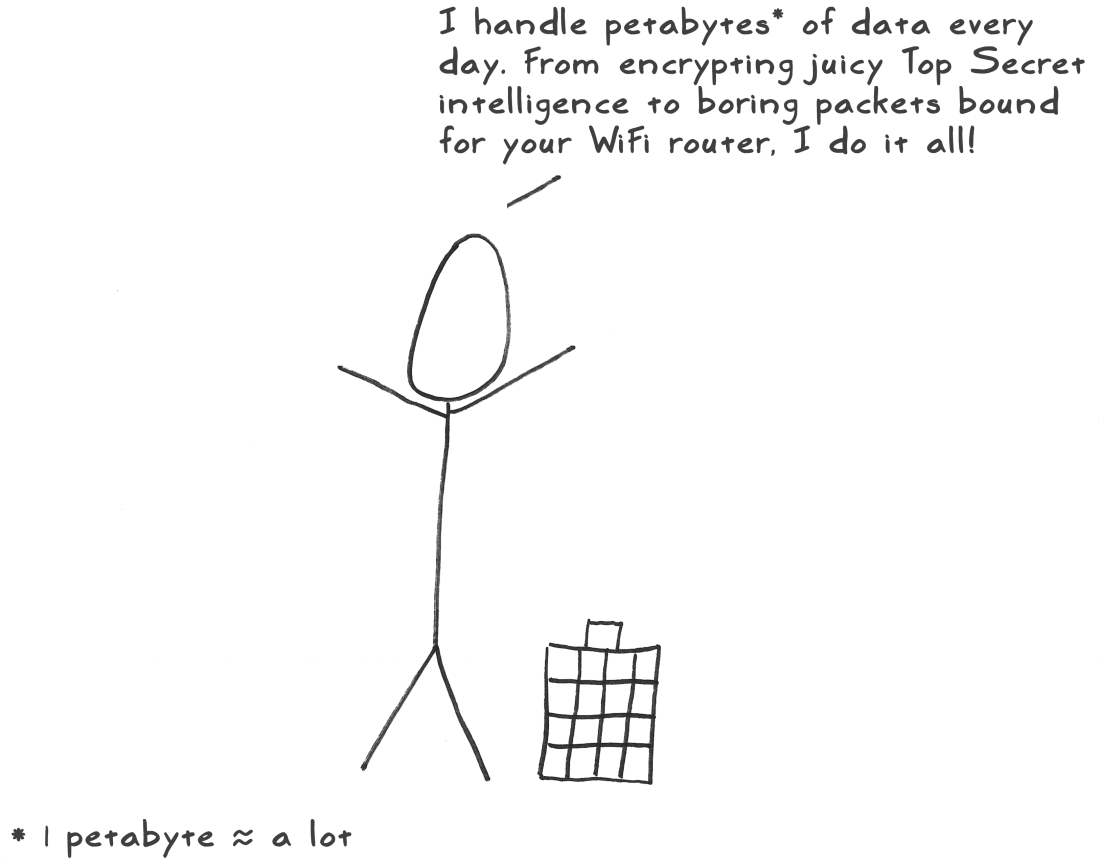 I handle petabytes* of data every
day. From encrypting juicy Top Secret
intelligence to boring packets bound
for your WiFi router, I do it all!
* 1 petabyte ≈ a lot